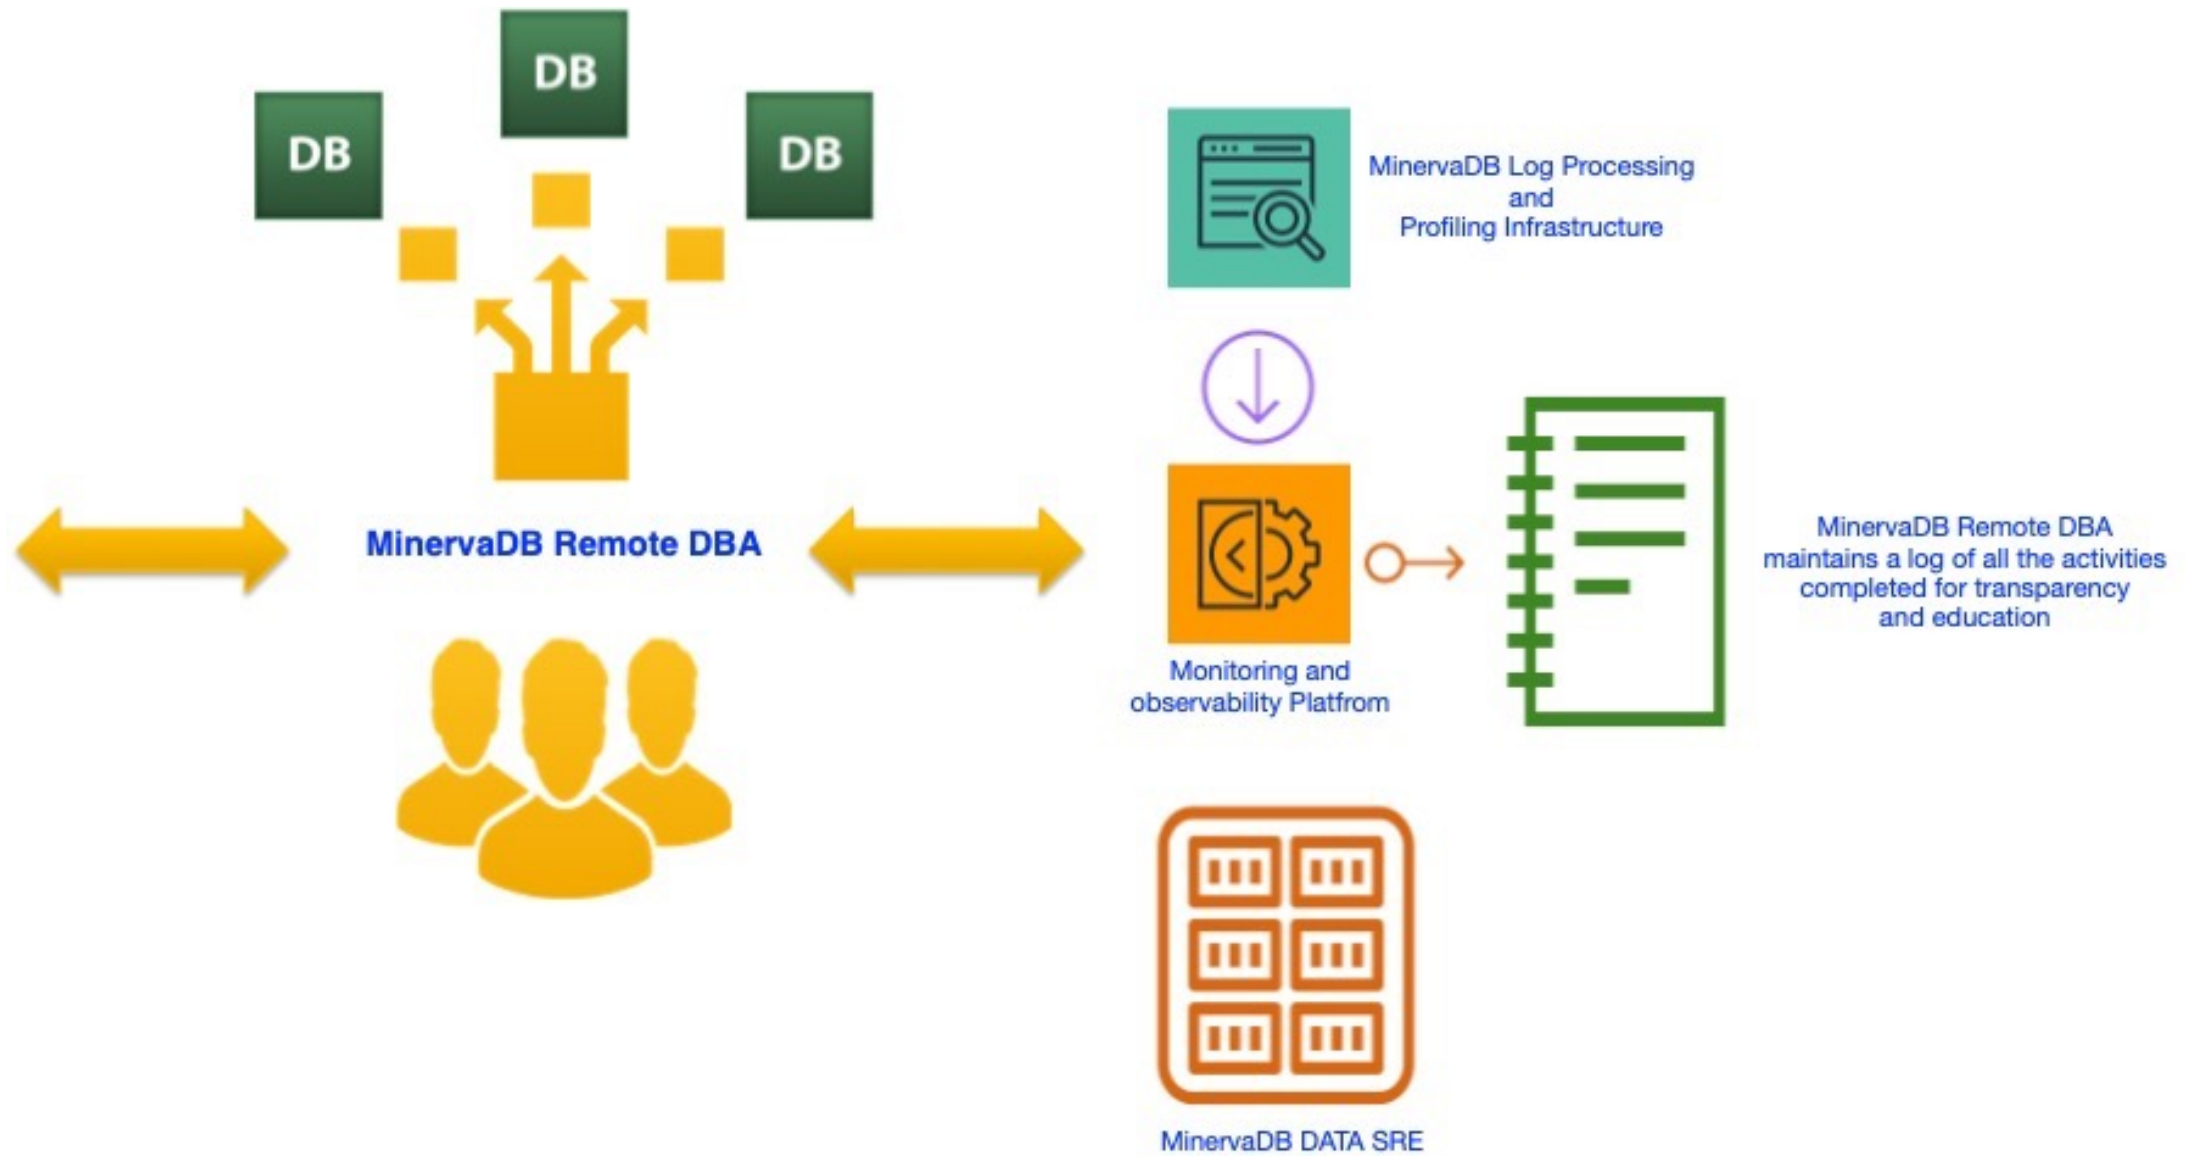 DB
DB
DB
MinervaDB Remote DBA
MinervaDB Log Processing
and
Profiling Infrastructure
Monitoring and
observability Platfrom
MinervaDB Remote DBA
maintains a log of all the activities
completed for transparency
and education
MinervaDB DATA SRE